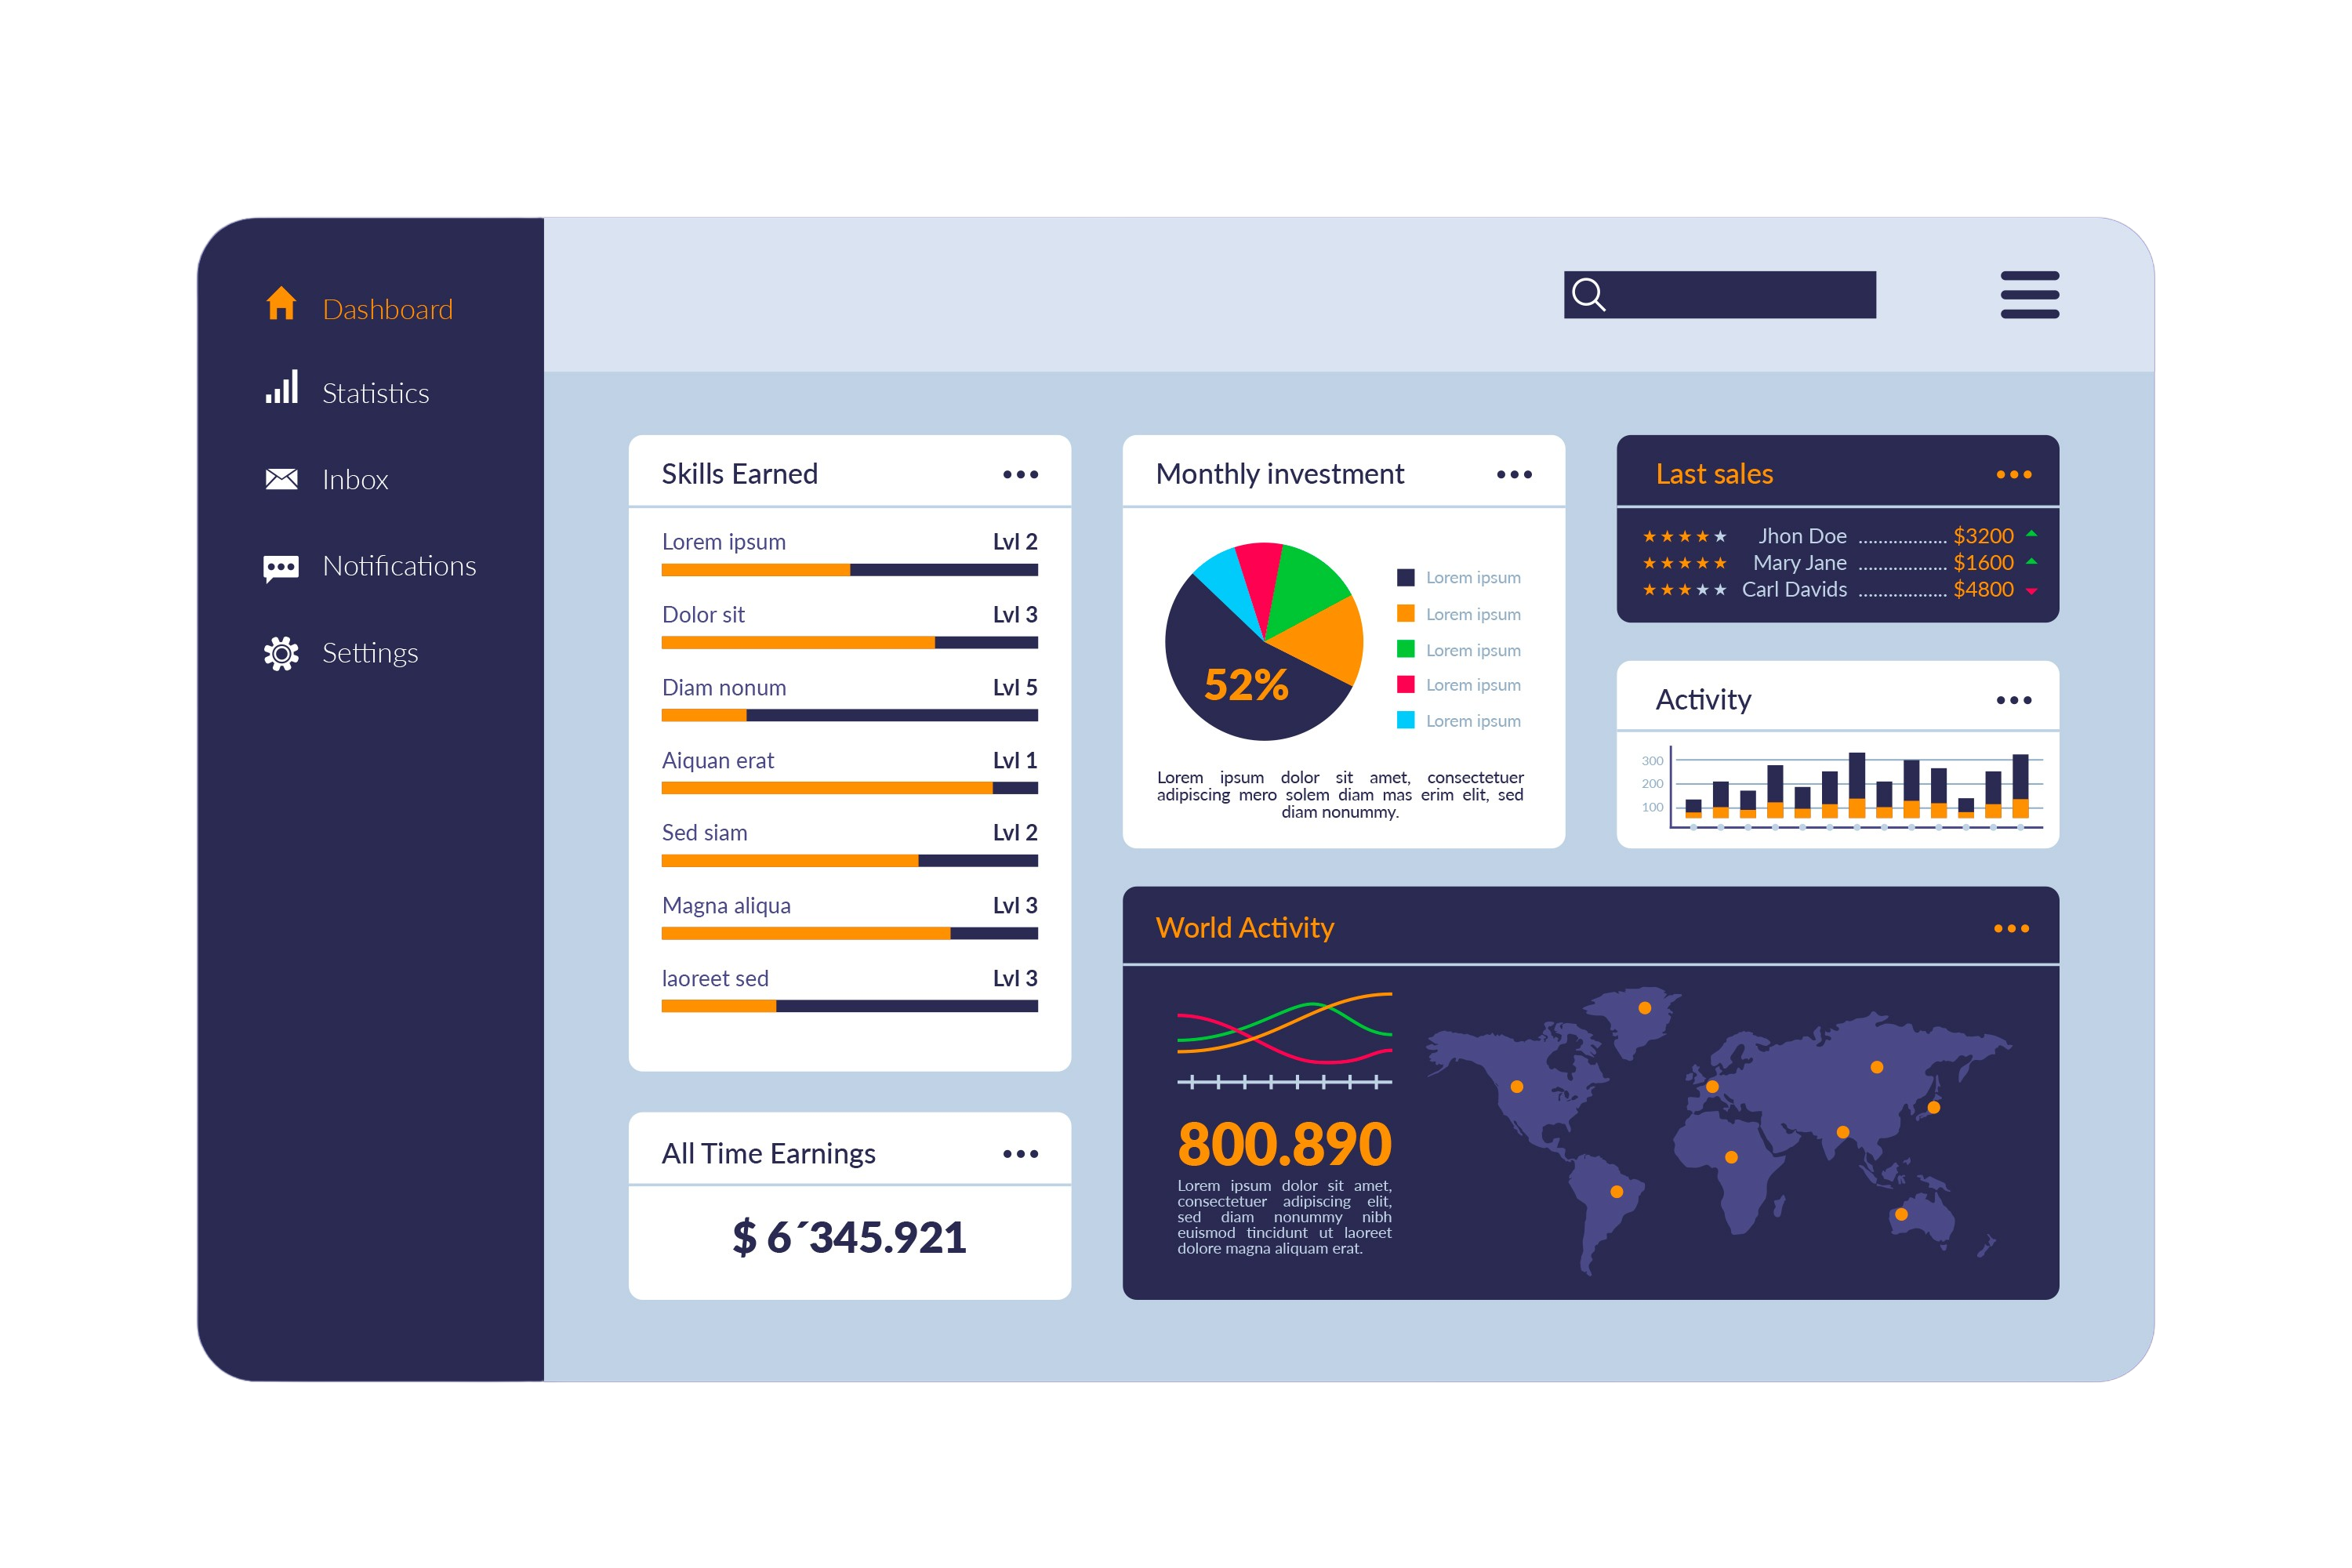 Dashboard
Statistics
Inbox
Notifications
Settings
Skills Earned
Lorem ipsum Lvl 2
Dolor sit Lvl 3
Diam nonum Lvl 5
Aiquan erat Lvl 1
Sed siam Lvl 2
Magna aliqua Lvl 3
laoreet sed Lvl 3
All Time Earnings
$ 6´345.921
Monthly investment
52%
Lorem ipsum
Lorem ipsum
Lorem ipsum
Lorem ipsum
Lorem ipsum
Lorem ipsum dolor sit amet, consectetuer
adipiscing mero solem diam mas erim elit, sed
diam nonummy.
Last sales
Jhon Doe .................. $3200
Mary Jane .................. $1600
Carl Davids .................. $4800
Activity
300
200
100
World Activity
800.890
Lorem ipsum dolor sit amet,
consectetuer adipiscing elit,
sed diam nonummy nibh
euismod tincidunt ut laoreet
dolore magna aliquam erat.